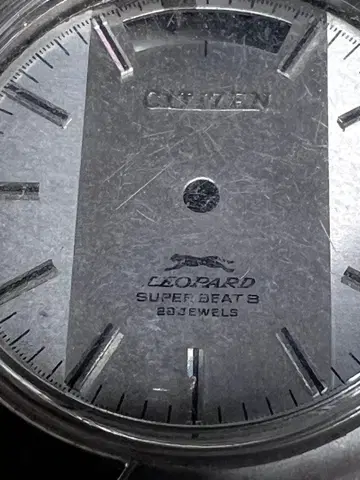 CITIZEN
LEOPARD
SUPER BEAT 8
28 JEWELS